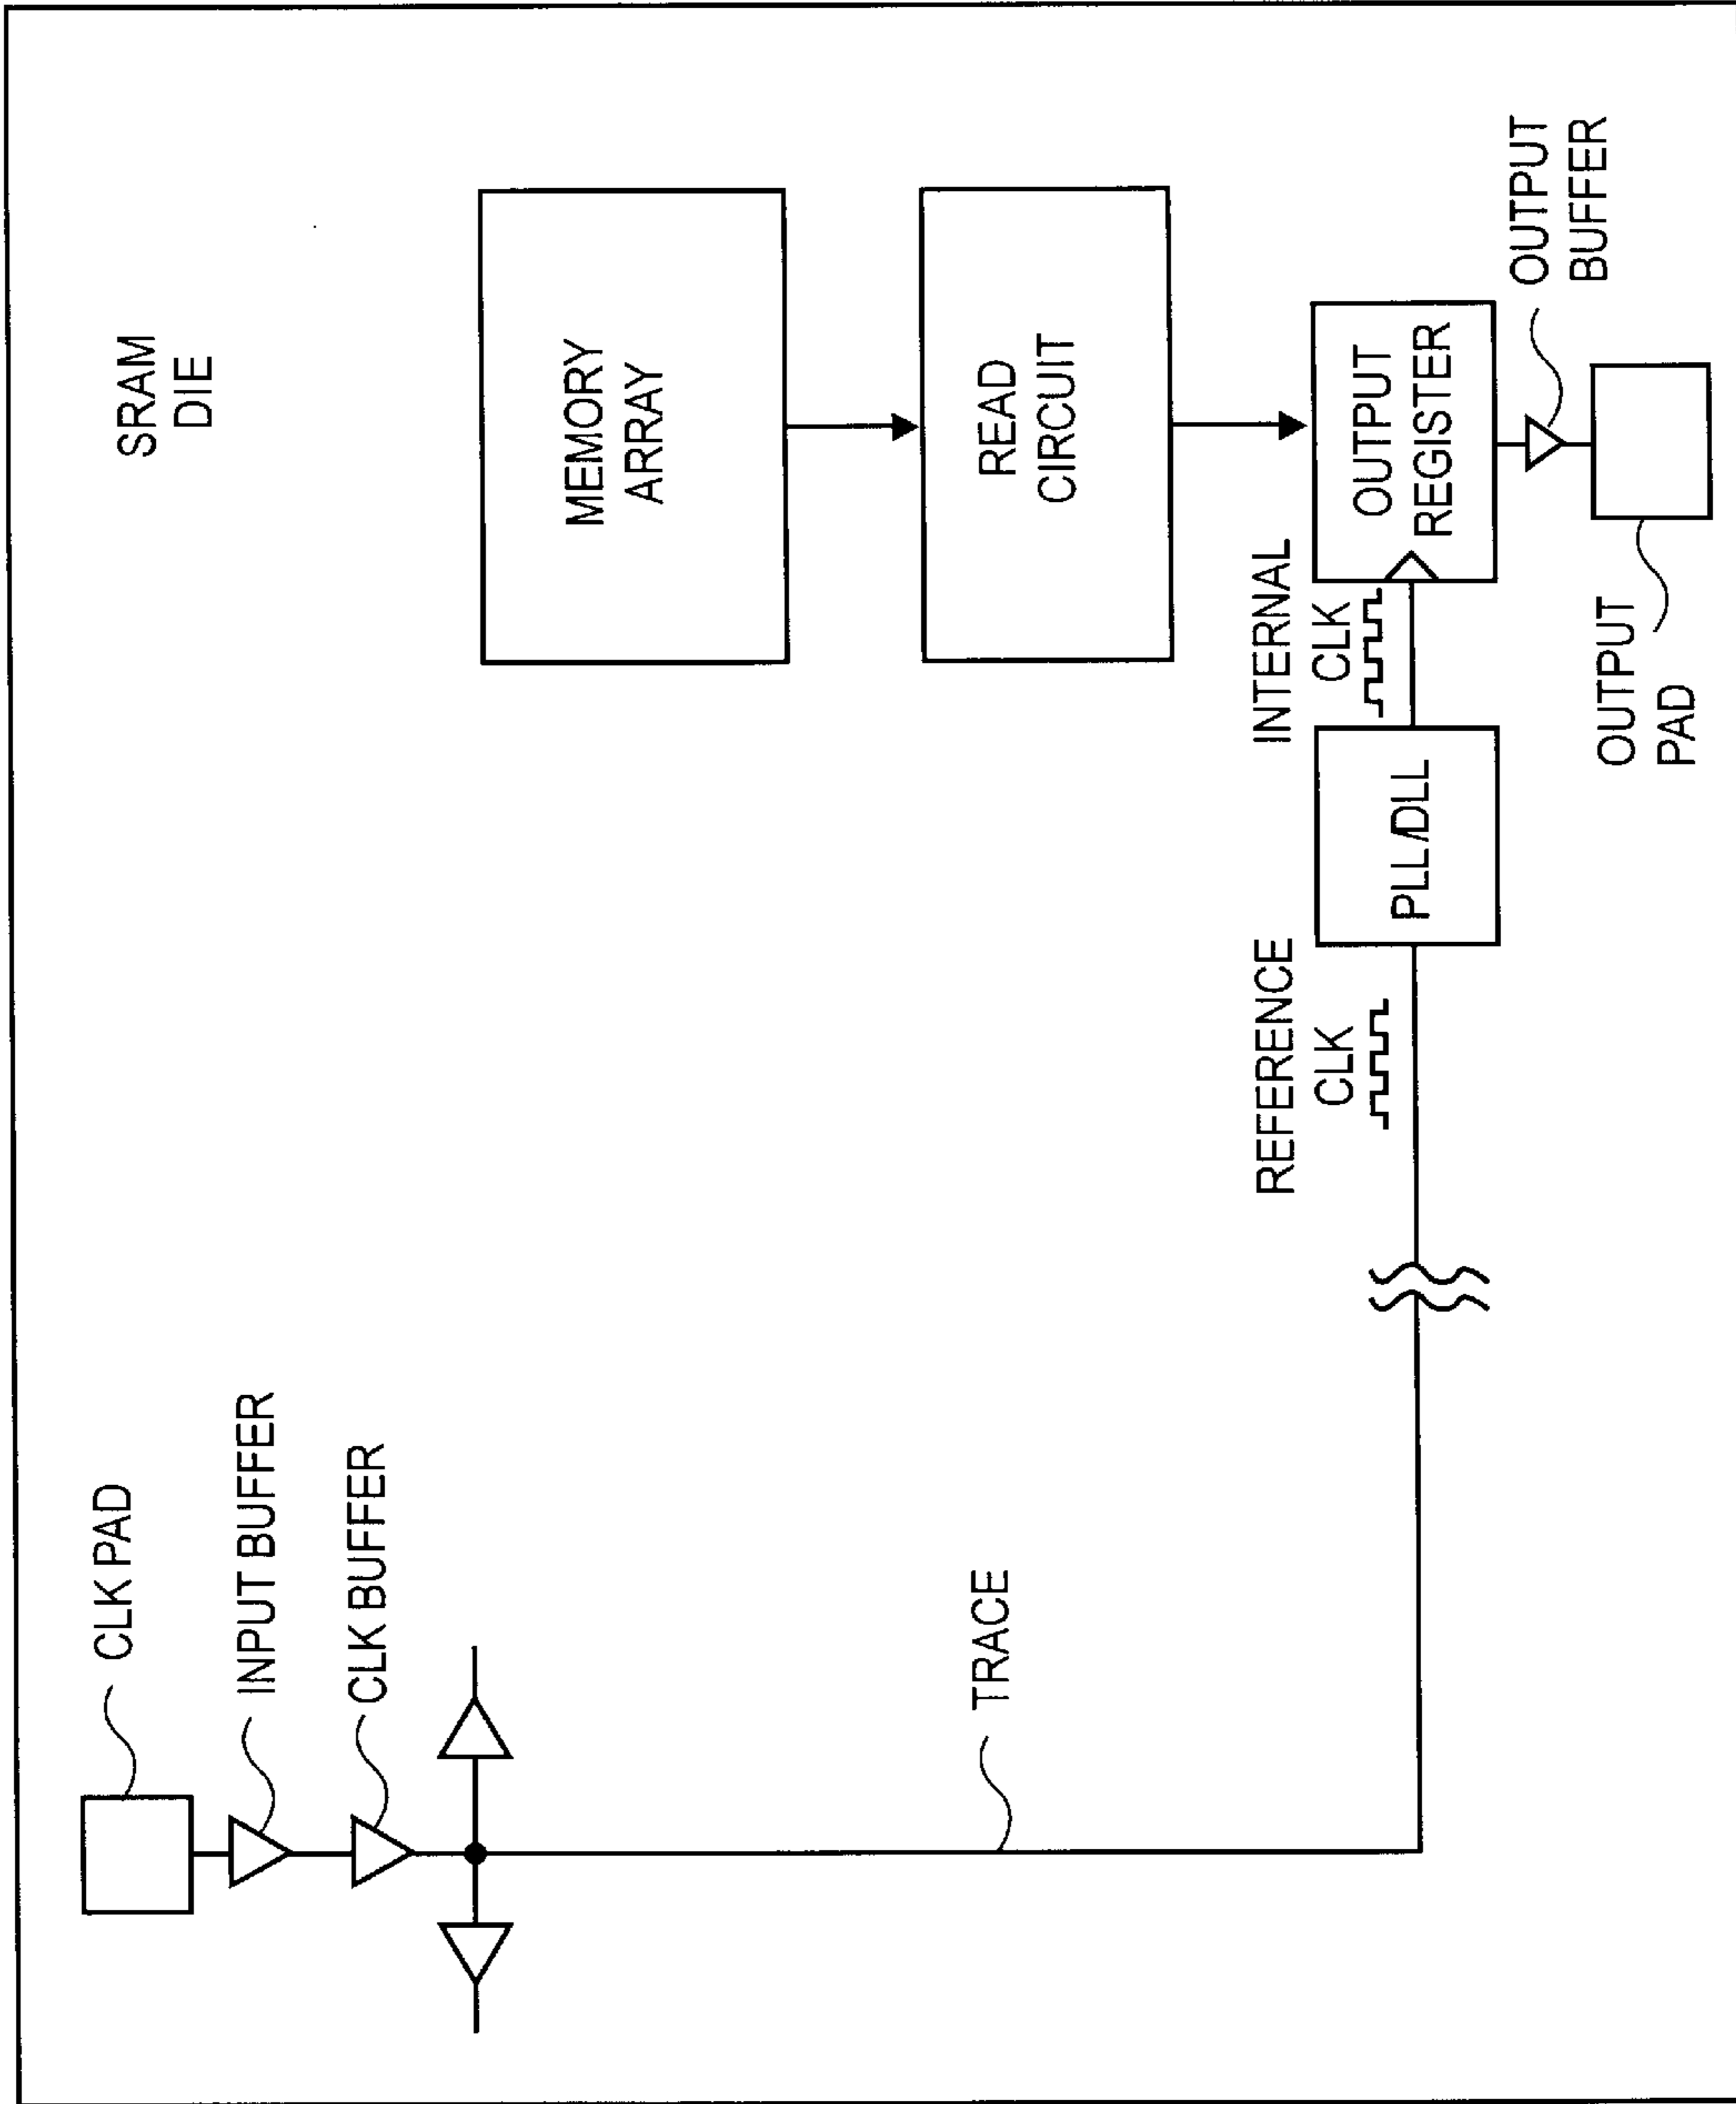 SRAM
DIE
CLK PAD
INPUT BUFFER
CLK BUFFER
MEMORY
ARRAY
READ
CIRCUIT
TRACE
REFERENCE
CLK
PLL/DLL
INTERNAL
CLK
OUTPUT
REGISTER
OUTPUT
BUFFER
OUTPUT
PAD